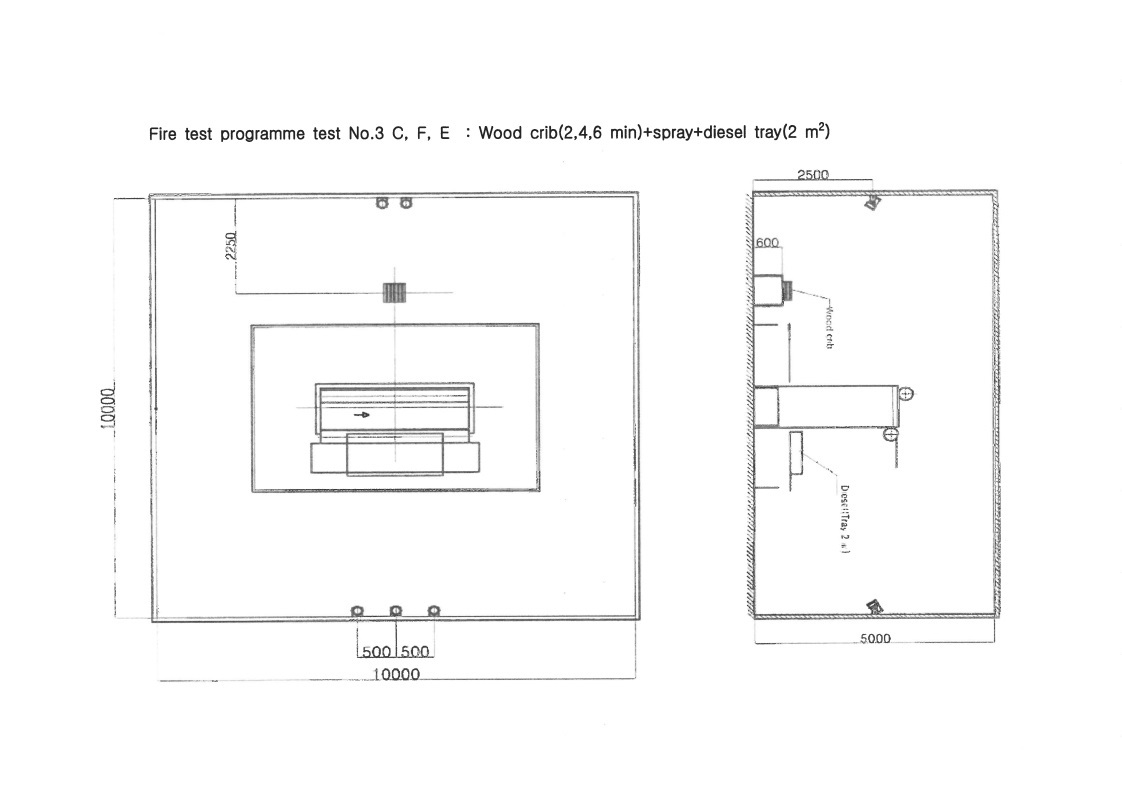 Fire test programme test No.3 C, F, E : Wood crib(2,4,6 min)+spray+diesel tray(2 m²)
2500
2250
600
Wood crib
10000
Diesel Tray 2
500 500
5000
10000